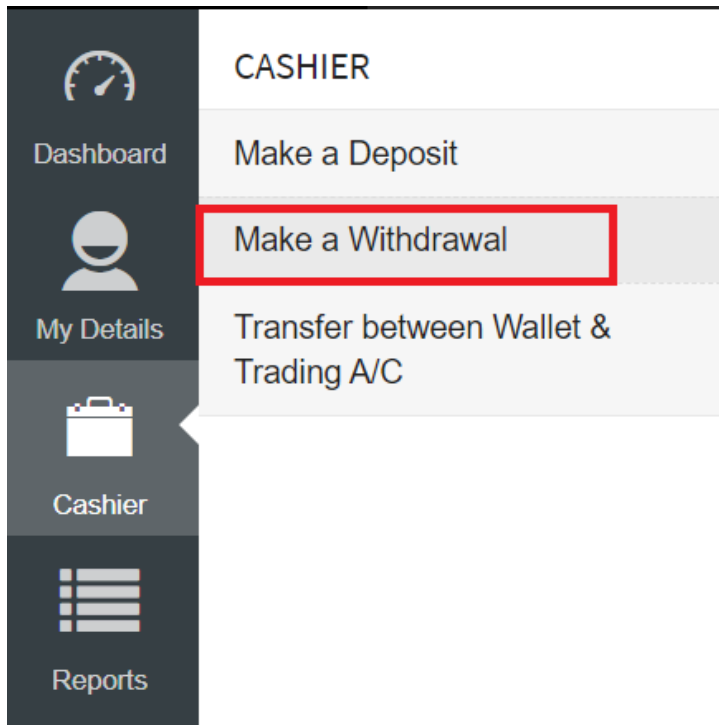 Dashboard
My Details
Cashier
Reports
CASHIER
Make a Deposit
Make a Withdrawal
Transfer between Wallet &
Trading A/C